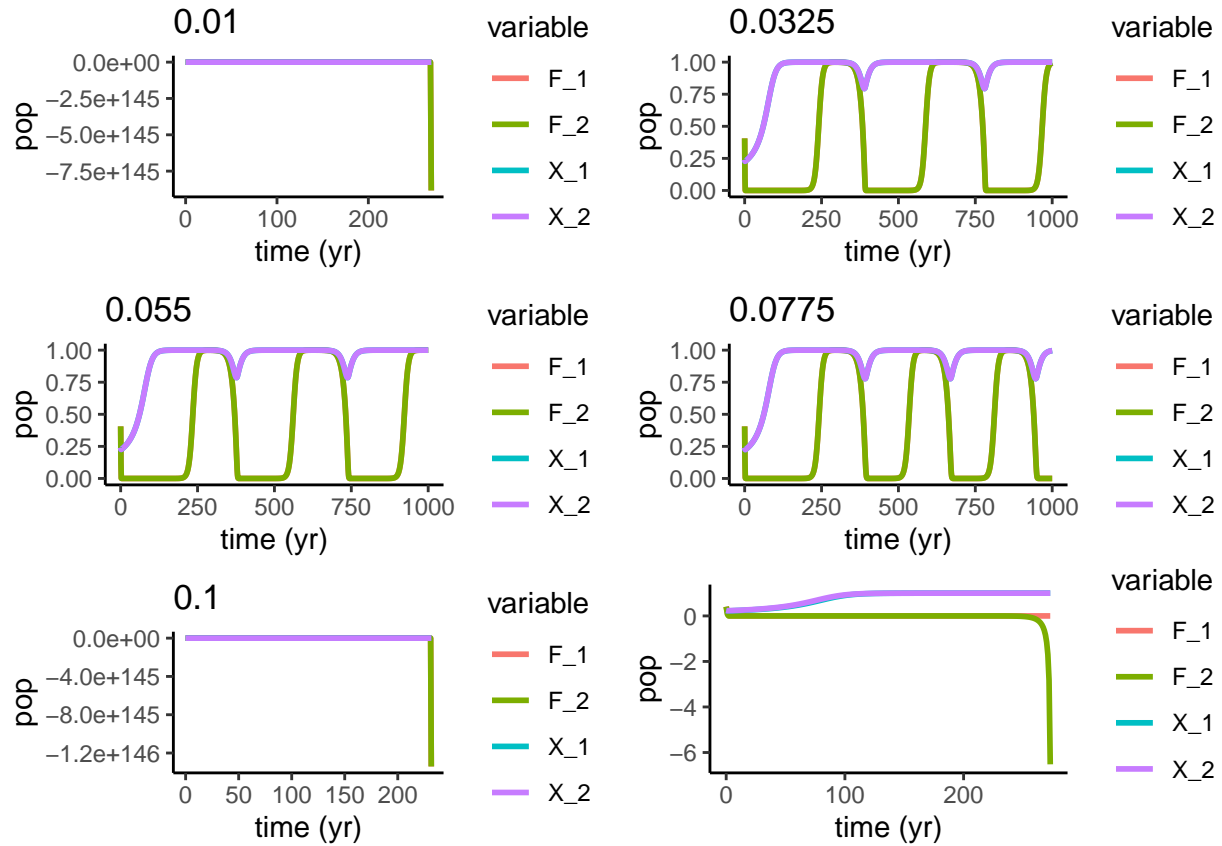 0.01
pop
0.0e+00
−2.5e+145
−5.0e+145
−7.5e+145
0
100
200
time (yr)
variable
F_1
F_2
X_1
X_2
0.0325
pop
1.00
0.75
0.50
0.25
0.00
0
250
500
750
1000
time (yr)
variable
F_1
F_2
X_1
X_2
0.055
pop
1.00
0.75
0.50
0.25
0.00
0
250
500
750
1000
time (yr)
variable
F_1
F_2
X_1
X_2
0.0775
pop
1.00
0.75
0.50
0.25
0.00
0
250
500
750
1000
time (yr)
variable
F_1
F_2
X_1
X_2
0.1
pop
0.0e+00
−4.0e+145
−8.0e+145
−1.2e+146
0
50
100
150
200
time (yr)
variable
F_1
F_2
X_1
X_2
pop
0
−2
−4
−6
0
100
200
time (yr)
variable
F_1
F_2
X_1
X_2